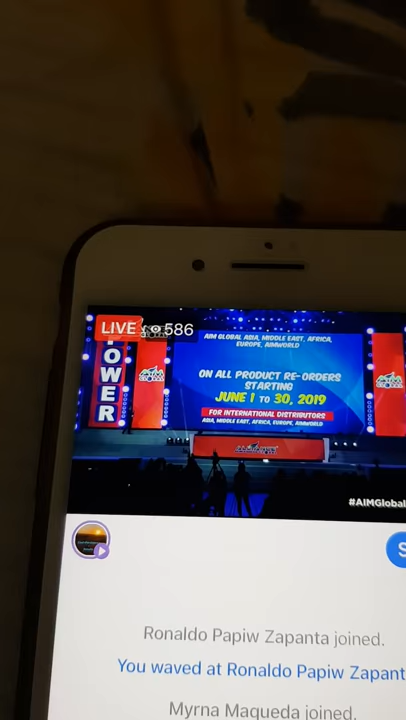 LIVE 586
AIM GLOBAL ASIA, MIDDLE EAST, AFRICA,
EUROPE, AIMWORLD
ON ALL PRODUCT RE-ORDERS
STARTING
JUNE 1 TO 30, 2019
FOR INTERNATIONAL DISTRIBUTORS
ASIA, MIDDLE EAST, AFRICA, EUROPE, AIMWORLD
OWER
#AIMGlobal
S
Ronaldo Papiw Zapanta joined.
You waved at Ronaldo Papiw Zapant
Myrna Maqueda joined.